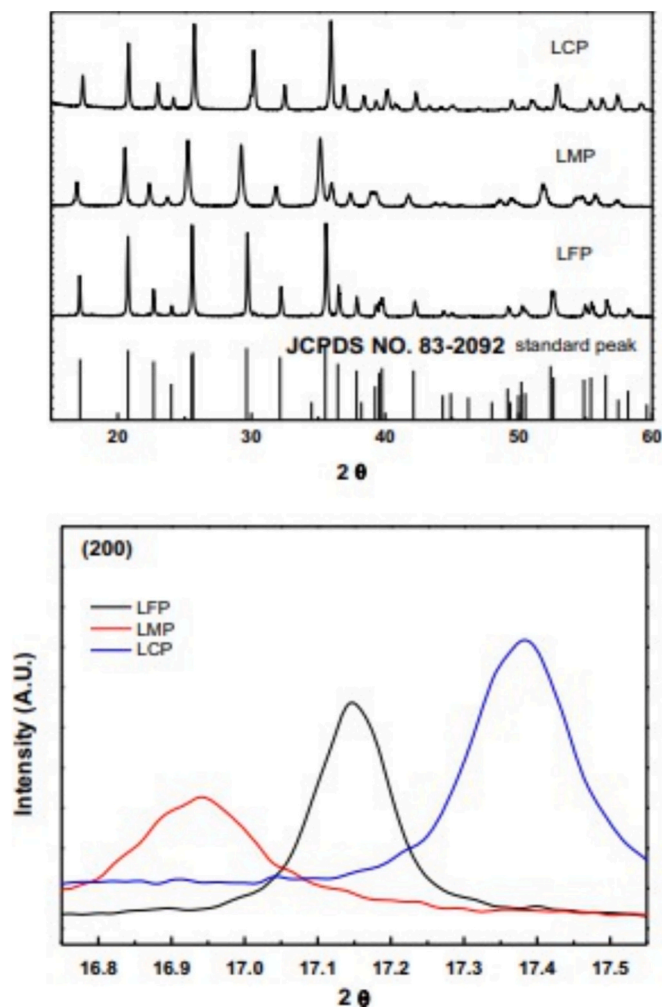 LCP
LMP
LFP
JCPDS NO. 83-2092 standard peak
20 30 40 50 60
2 θ
(200)
LFP
LMP
LCP
Intensity (A.U.)
16.8 16.9 17.0 17.1 17.2 17.3 17.4 17.5
2 θ